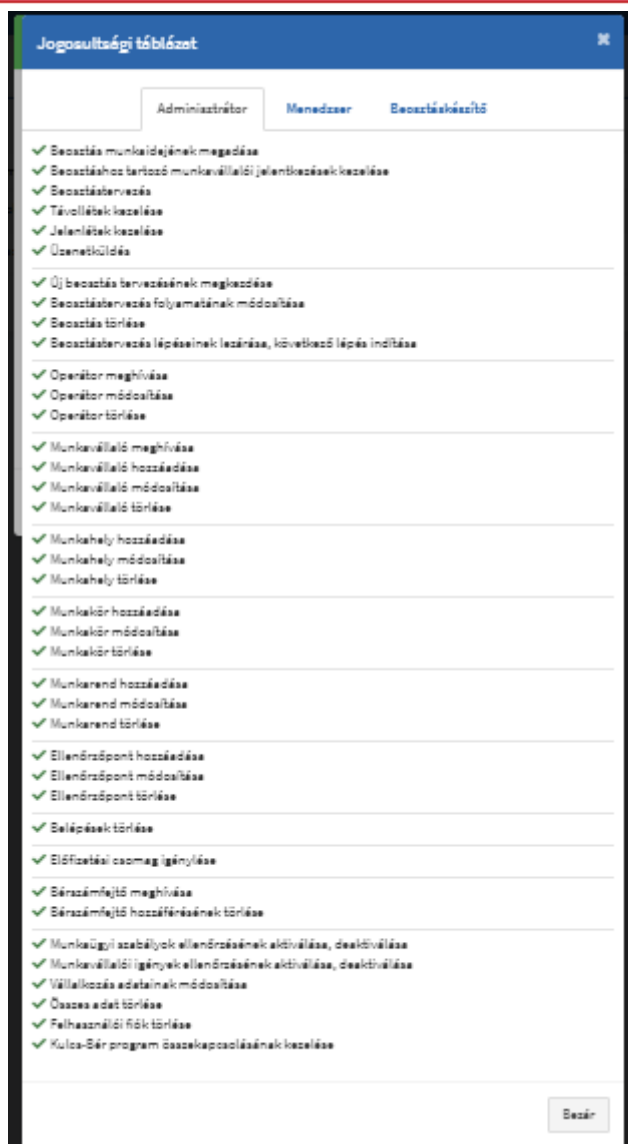 Jogosultsági táblázat
Adminisztrátor Menedzser Beosztáskészítő
Beosztás munkaidejének megadása
Beosztáshoz tartozó munkavállalói jelentkezések kezelése
Beosztástervezés
Távollétek kezelése
Jelenlétek kezelése
Üzenetküldés
Új beosztás tervezésének megkezdése
Beosztástervezés folyamatának módosítása
Beosztás törlése
Beosztástervezés lépéseinek lezárása, következő lépés indítása
Operátor meghívása
Operátor módosítása
Operátor törlése
Munkavállaló meghívása
Munkavállaló hozzáadása
Munkavállaló módosítása
Munkavállaló törlése
Munkahely hozzáadása
Munkahely módosítása
Munkahely törlése
Munkakör hozzáadása
Munkakör módosítása
Munkakör törlése
Munkarend hozzáadása
Munkarend módosítása
Munkarend törlése
Ellenőrzőpont hozzáadása
Ellenőrzőpont módosítása
Ellenőrzőpont törlése
Belépések törlése
Előfizetési csomag igénylése
Bérszámfejtő meghívása
Bérszámfejtő hozzáférésének törlése
Munkaügyi szabályok ellenőrzésének aktiválása, deaktiválása
Munkavállalói igények ellenőrzésének aktiválása, deaktiválása
Vállalkozás adatainak módosítása
Összes adat törlése
Felhasználói fiók törlése
Kulcs-Bér program összekapcsolásának kezelése
Bezár